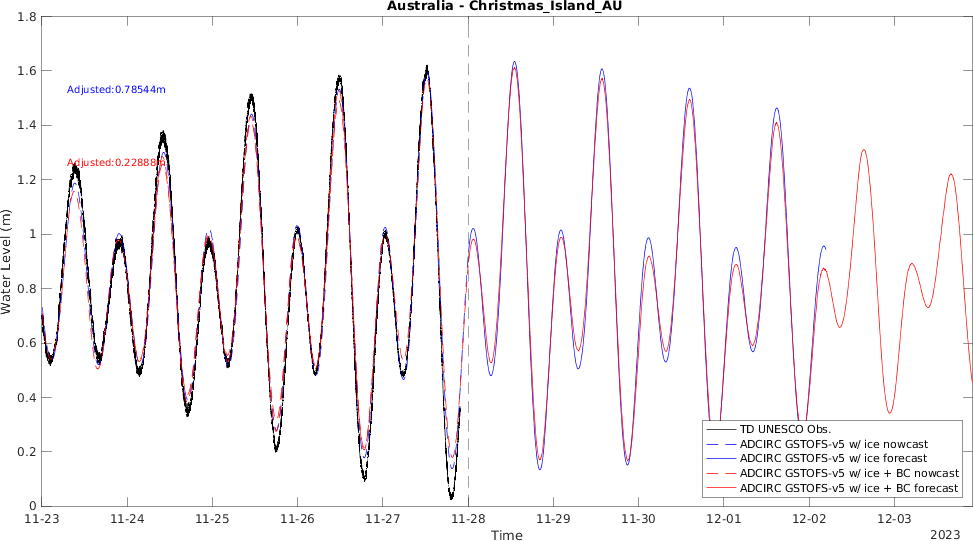 Australia - Christmas_Island_AU
1.8
1.6
1.4
1.2
1
0.8
0.6
0.4
0.2
0
Water Level (m)
Adjusted:0.78544m
Adjusted:0.22888m
TD UNESCO Obs.
ADCIRC GSTOFS-v5 w/ ice nowcast
ADCIRC GSTOFS-v5 w/ ice forecast
ADCIRC GSTOFS-v5 w/ ice + BC nowcast
ADCIRC GSTOFS-v5 w/ ice + BC forecast
11-23 11-24 11-25 11-26 11-27 11-28 11-29 11-30 12-01 12-02 12-03
Time
2023